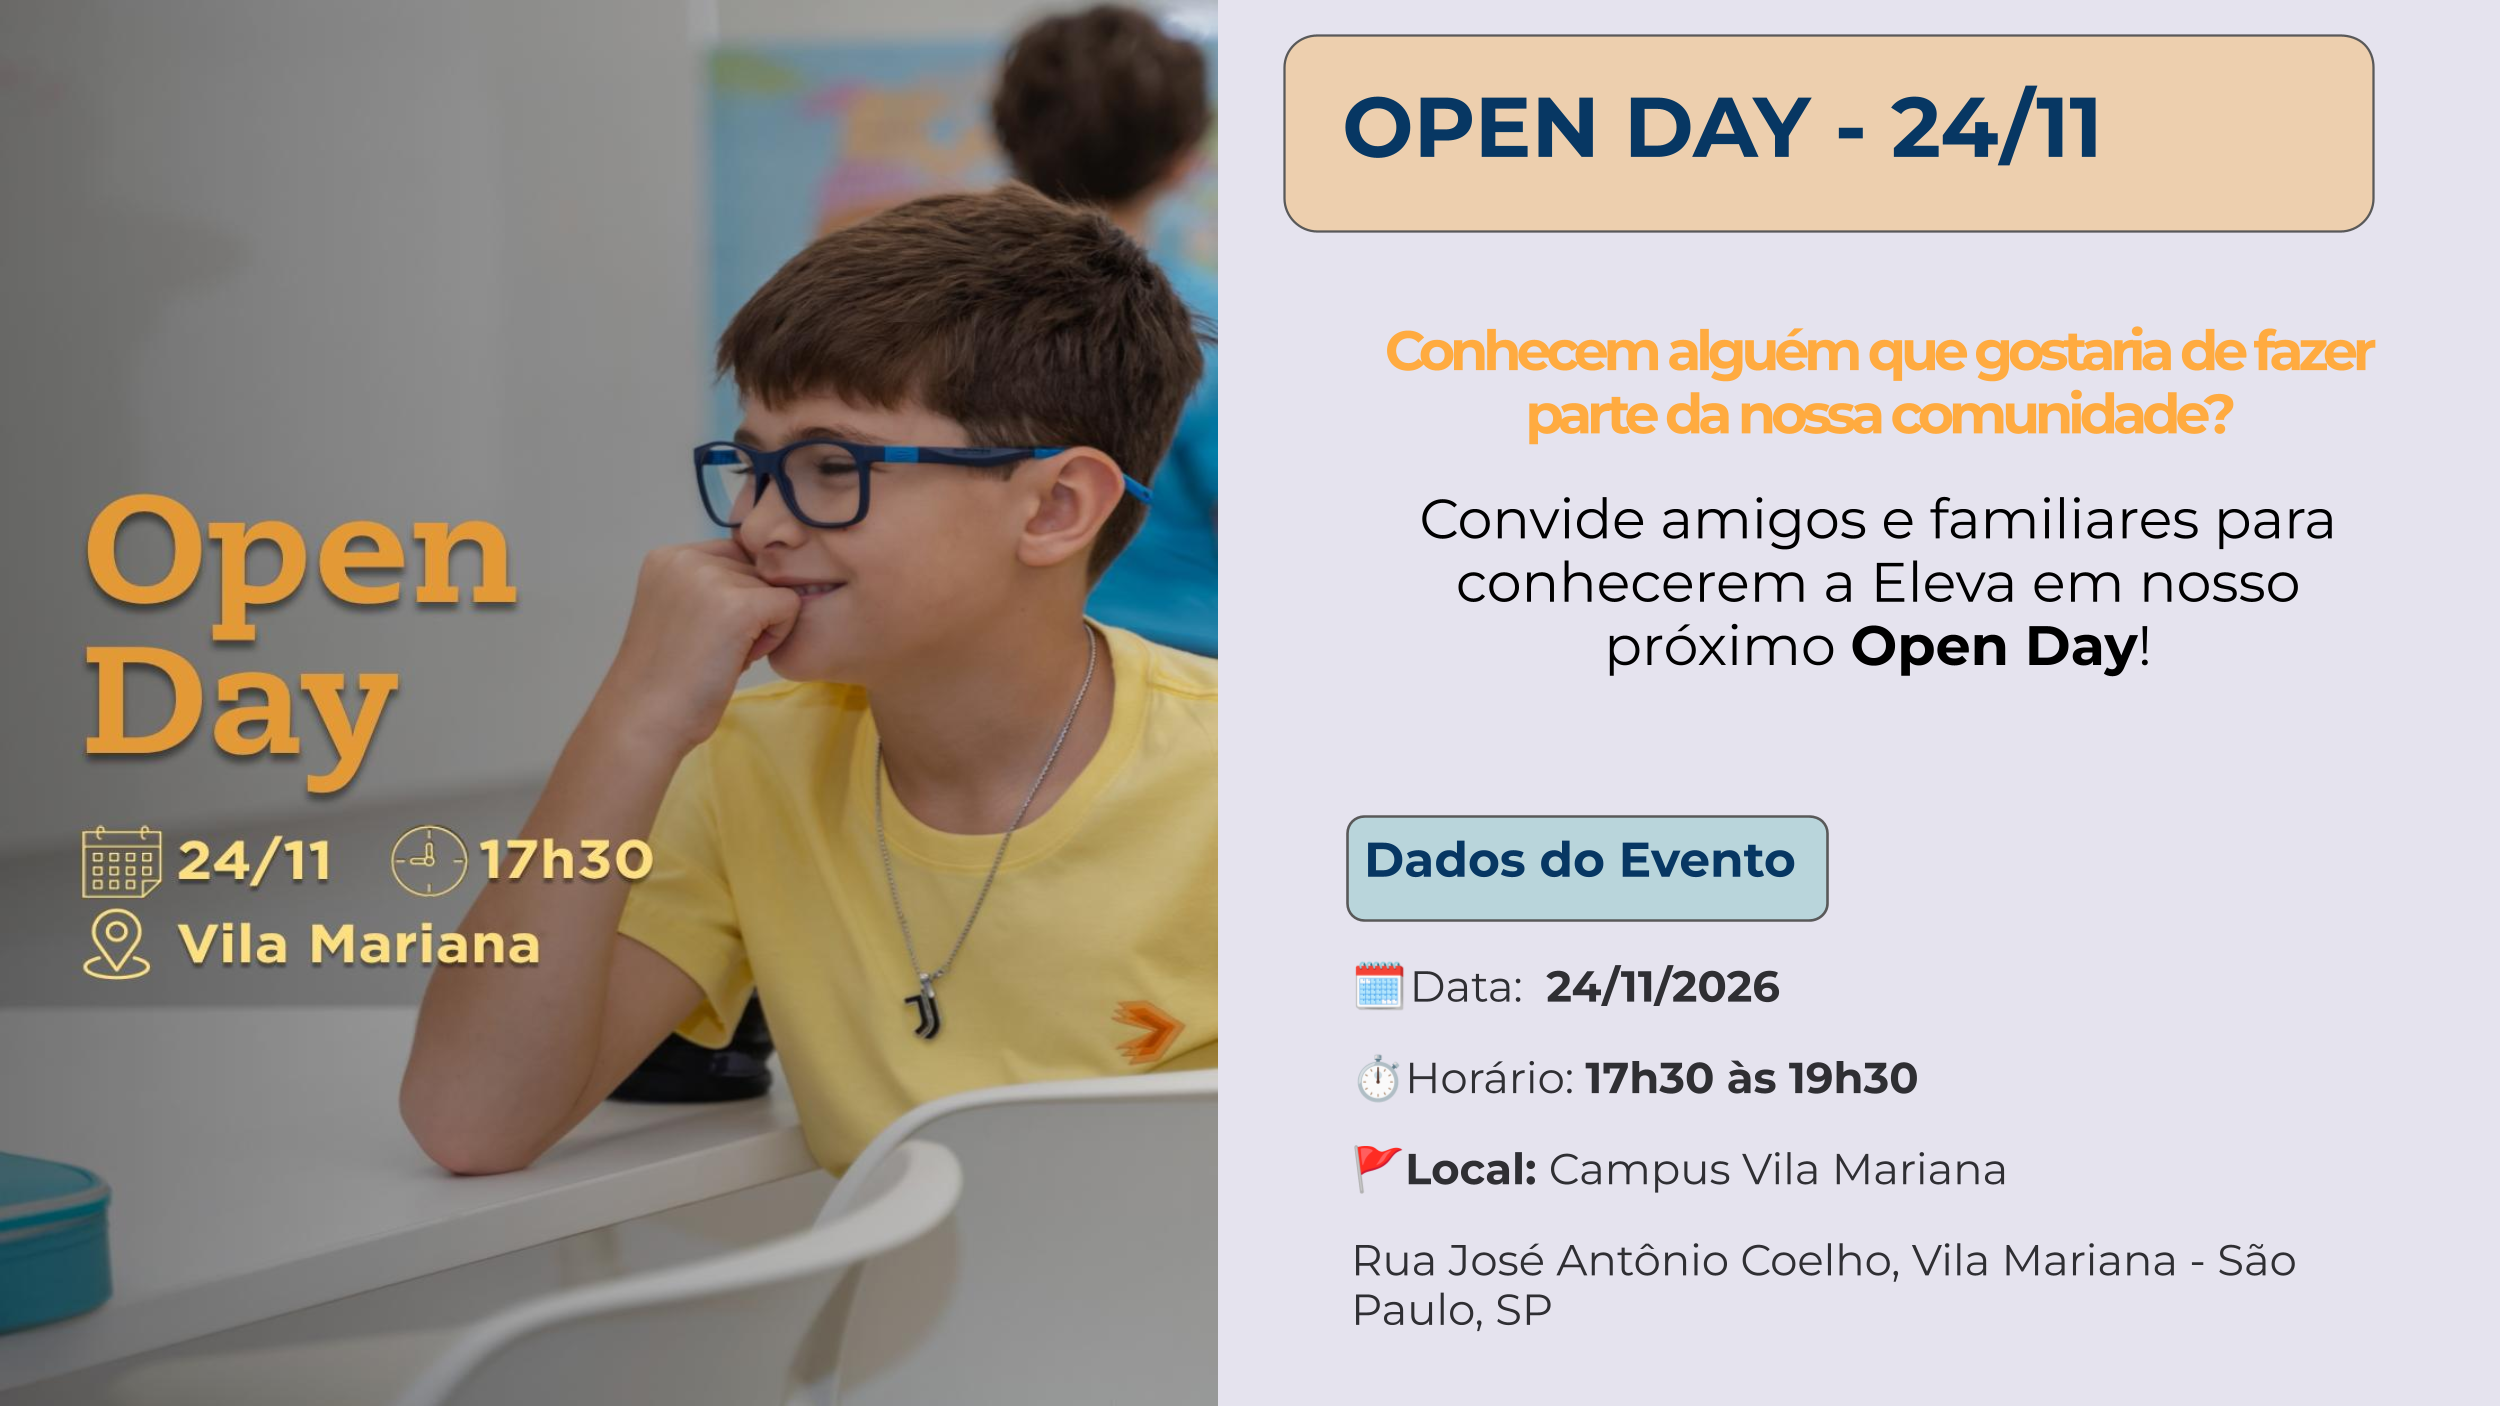 Open
Day
24/11 17h30
Vila Mariana
OPEN DAY - 24/11
Conhecem alguém que gostaria de fazer
parte da nossa comunidade?
Convide amigos e familiares para
conhecerem a Eleva em nosso
próximo Open Day!
Dados do Evento
Data: 24/11/2026
Horário: 17h30 às 19h30
Local: Campus Vila Mariana
Rua José Antônio Coelho, Vila Mariana - São
Paulo, SP